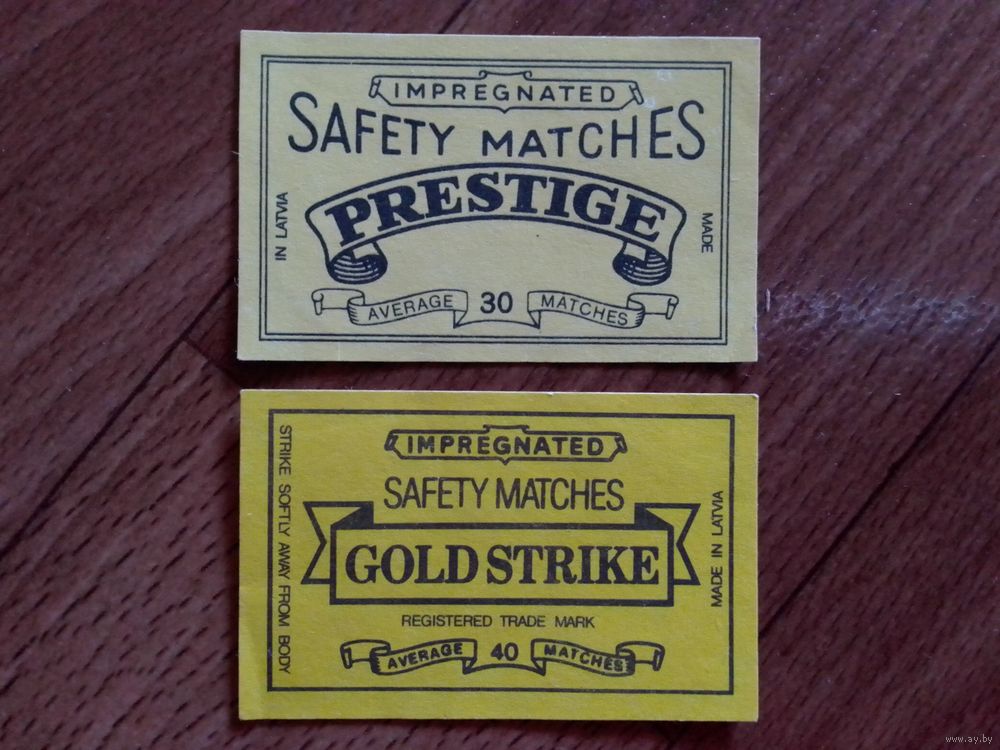 IMPREGNATED
SAFETY MATCHES
PRESTIGE
IN LATVIA
MADE
AVERAGE 30 MATCHES
STRIKE SOFTLY AWAY FROM BODY
IMPREGNATED
SAFETY MATCHES
GOLD STRIKE
REGISTERED TRADE MARK
AVERAGE 40 MATCHES
MADE IN LATVIA
www.ay.by